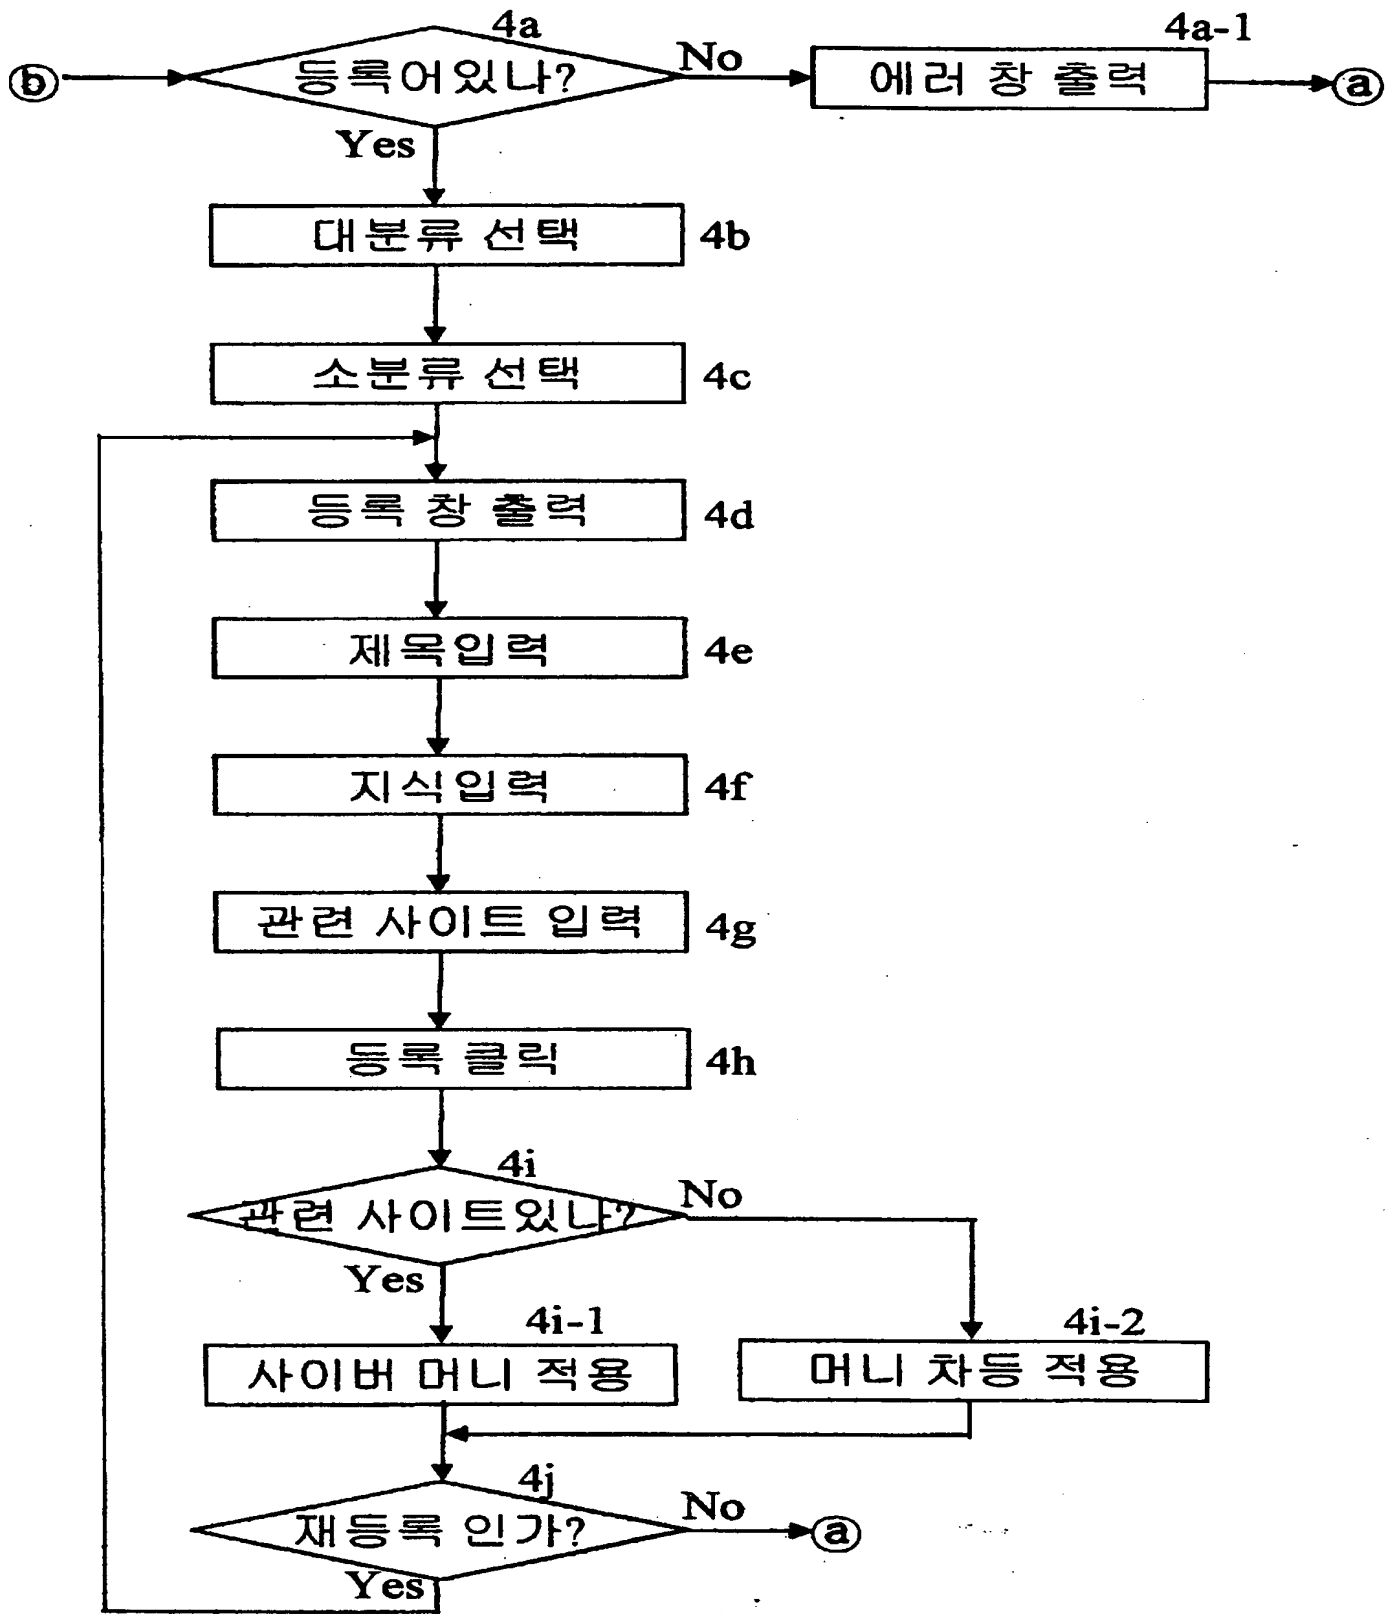 4a
4a-1
ⓑ
등록어있나?
No
에러 창 출력
ⓐ
Yes
대분류 선택
4b
소분류 선택
4c
등록 창 출력
4d
제목입력
4e
지식입력
4f
관련 사이트 입력
4g
등록 클릭
4h
4i
관련 사이트있나?
No
Yes
4i-1
4i-2
사이버 머니 적용
머니 차등 적용
4j
재등록 인가?
No
ⓐ
Yes